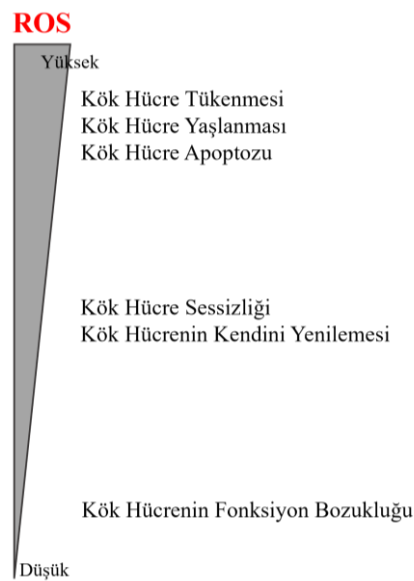 ROS
Yüksek
Kök Hücre Tükenmesi
Kök Hücre Yaşlanması
Kök Hücre Apoptozu
Kök Hücre Sessizliği
Kök Hücrenin Kendini Yenilemesi
Kök Hücrenin Fonksiyon Bozukluğu
Düşük